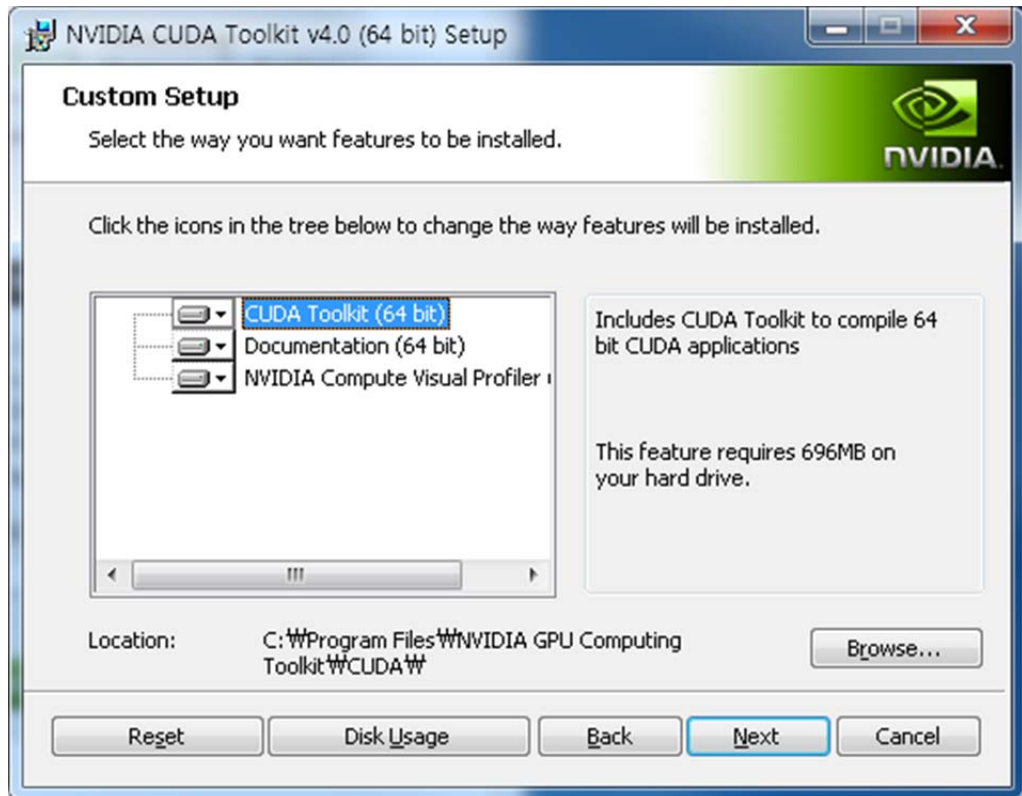 NVIDIA CUDA Toolkit v4.0 (64 bit) Setup
Custom Setup
Select the way you want features to be installed.
NVIDIA.
Click the icons in the tree below to change the way features will be installed.
CUDA Toolkit (64 bit)
Documentation (64 bit)
NVIDIA Compute Visual Profiler
Includes CUDA Toolkit to compile 64
bit CUDA applications
This feature requires 696MB on
your hard drive.
Location:
C:₩Program Files₩NVIDIA GPU Computing
Toolkit₩CUDA₩
Browse...
Reset
Disk Usage
Back
Next
Cancel